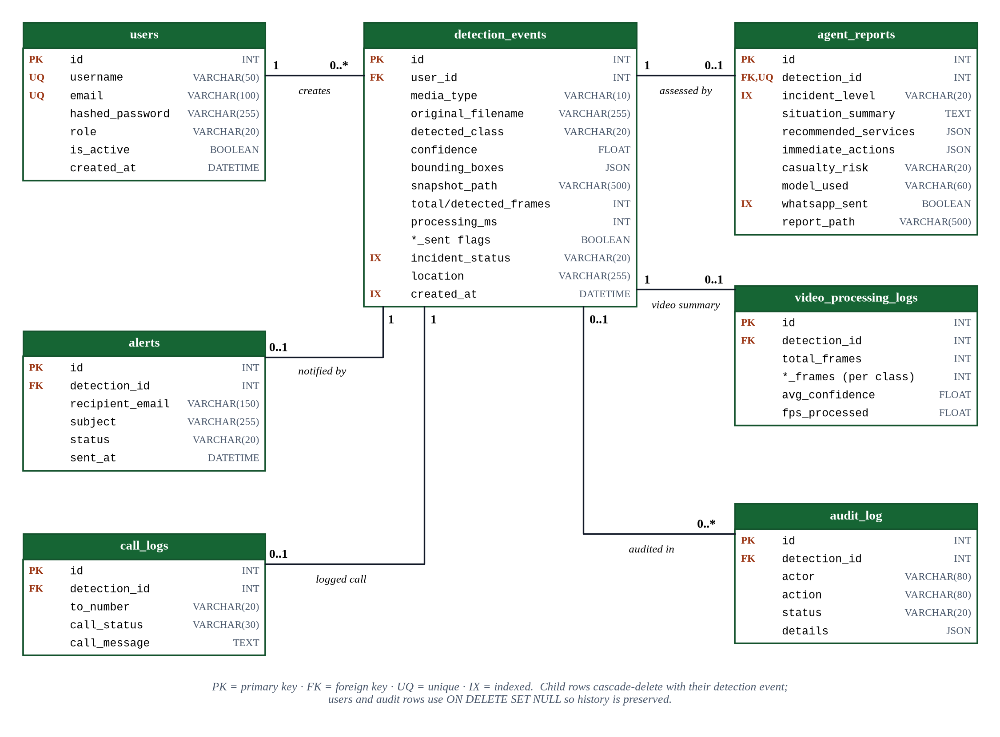 users
PK id INT
UQ username VARCHAR(50)
UQ email VARCHAR(100)
hashed_password VARCHAR(255)
role VARCHAR(20)
is_active BOOLEAN
created_at DATETIME
1 0..*
creates
detection_events
PK id INT
FK user_id INT
media_type VARCHAR(10)
original_filename VARCHAR(255)
detected_class VARCHAR(20)
confidence FLOAT
bounding_boxes JSON
snapshot_path VARCHAR(500)
total/detected_frames INT
processing_ms INT
*_sent flags BOOLEAN
IX incident_status VARCHAR(20)
location VARCHAR(255)
IX created_at DATETIME
1 0..1
assessed by
agent_reports
PK id INT
FK,UQ detection_id INT
IX incident_level VARCHAR(20)
situation_summary TEXT
recommended_services JSON
immediate_actions JSON
casualty_risk VARCHAR(20)
model_used VARCHAR(60)
IX whatsapp_sent BOOLEAN
report_path VARCHAR(500)
1 0..1
video summary
video_processing_logs
PK id INT
FK detection_id INT
total_frames INT
*_frames (per class) INT
avg_confidence FLOAT
fps_processed FLOAT
1
1
0..1
alerts
PK id INT
FK detection_id INT
recipient_email VARCHAR(150)
subject VARCHAR(255)
status VARCHAR(20)
sent_at DATETIME
0..1
notified by
call_logs
PK id INT
FK detection_id INT
to_number VARCHAR(20)
call_status VARCHAR(30)
call_message TEXT
0..1
logged call
0..*
audited in
audit_log
PK id INT
FK detection_id INT
actor VARCHAR(80)
action VARCHAR(80)
status VARCHAR(20)
details JSON
PK = primary key · FK = foreign key · UQ = unique · IX = indexed. Child rows cascade-delete with their detection event;
users and audit rows use ON DELETE SET NULL so history is preserved.